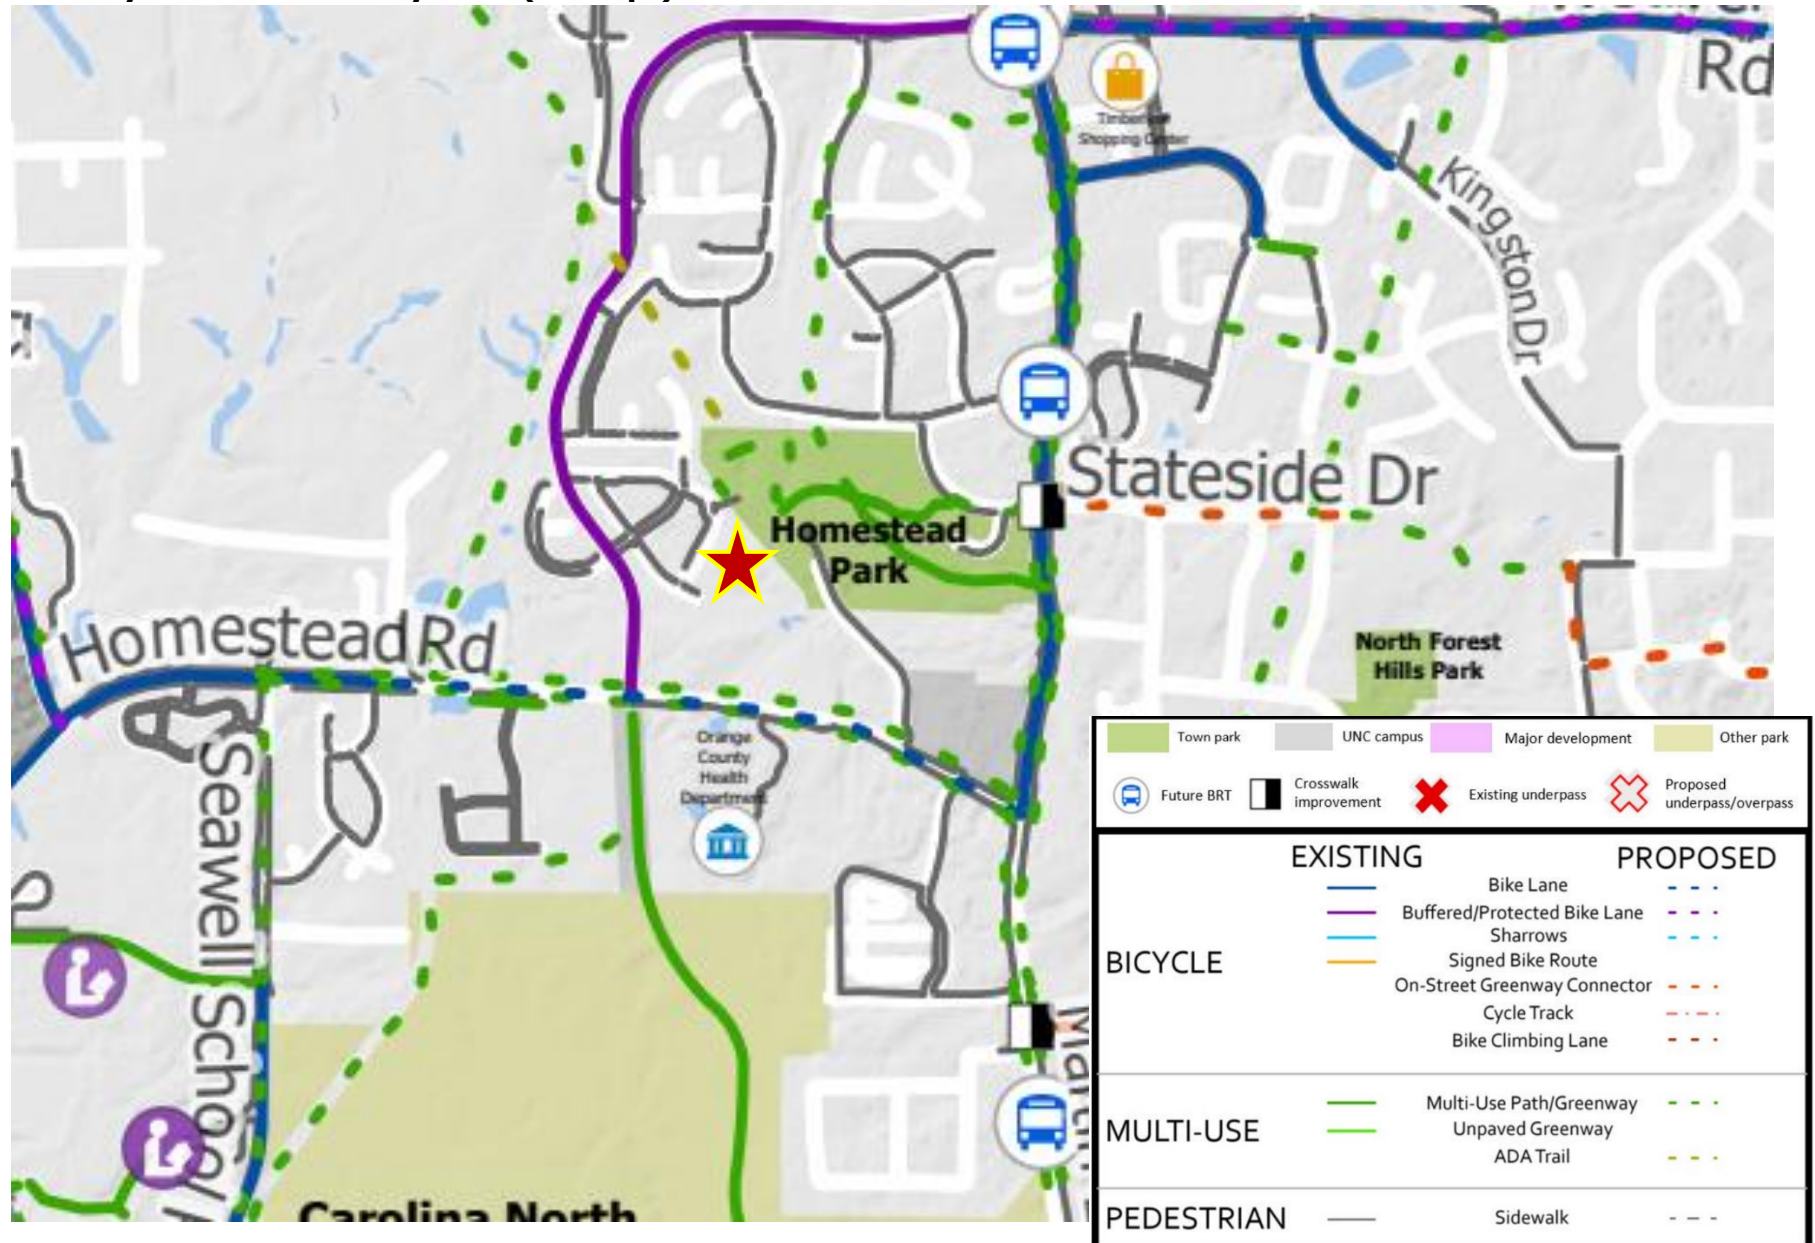 Rd
Timberlyne
Shopping Center
Kingston Dr
Stateside Dr
Homestead
Park
Homestead Rd
North Forest
Hills Park
Orange
County
Health
Department
Seawell School
Carolina North
Town park
UNC campus
Major development
Other park
Future BRT
Crosswalk
improvement
Existing underpass
Proposed
underpass/overpass
EXISTING
PROPOSED
BICYCLE
Bike Lane
Buffered/Protected Bike Lane
Sharrows
Signed Bike Route
On-Street Greenway Connector
Cycle Track
Bike Climbing Lane
MULTI-USE
Multi-Use Path/Greenway
Unpaved Greenway
ADA Trail
PEDESTRIAN
Sidewalk